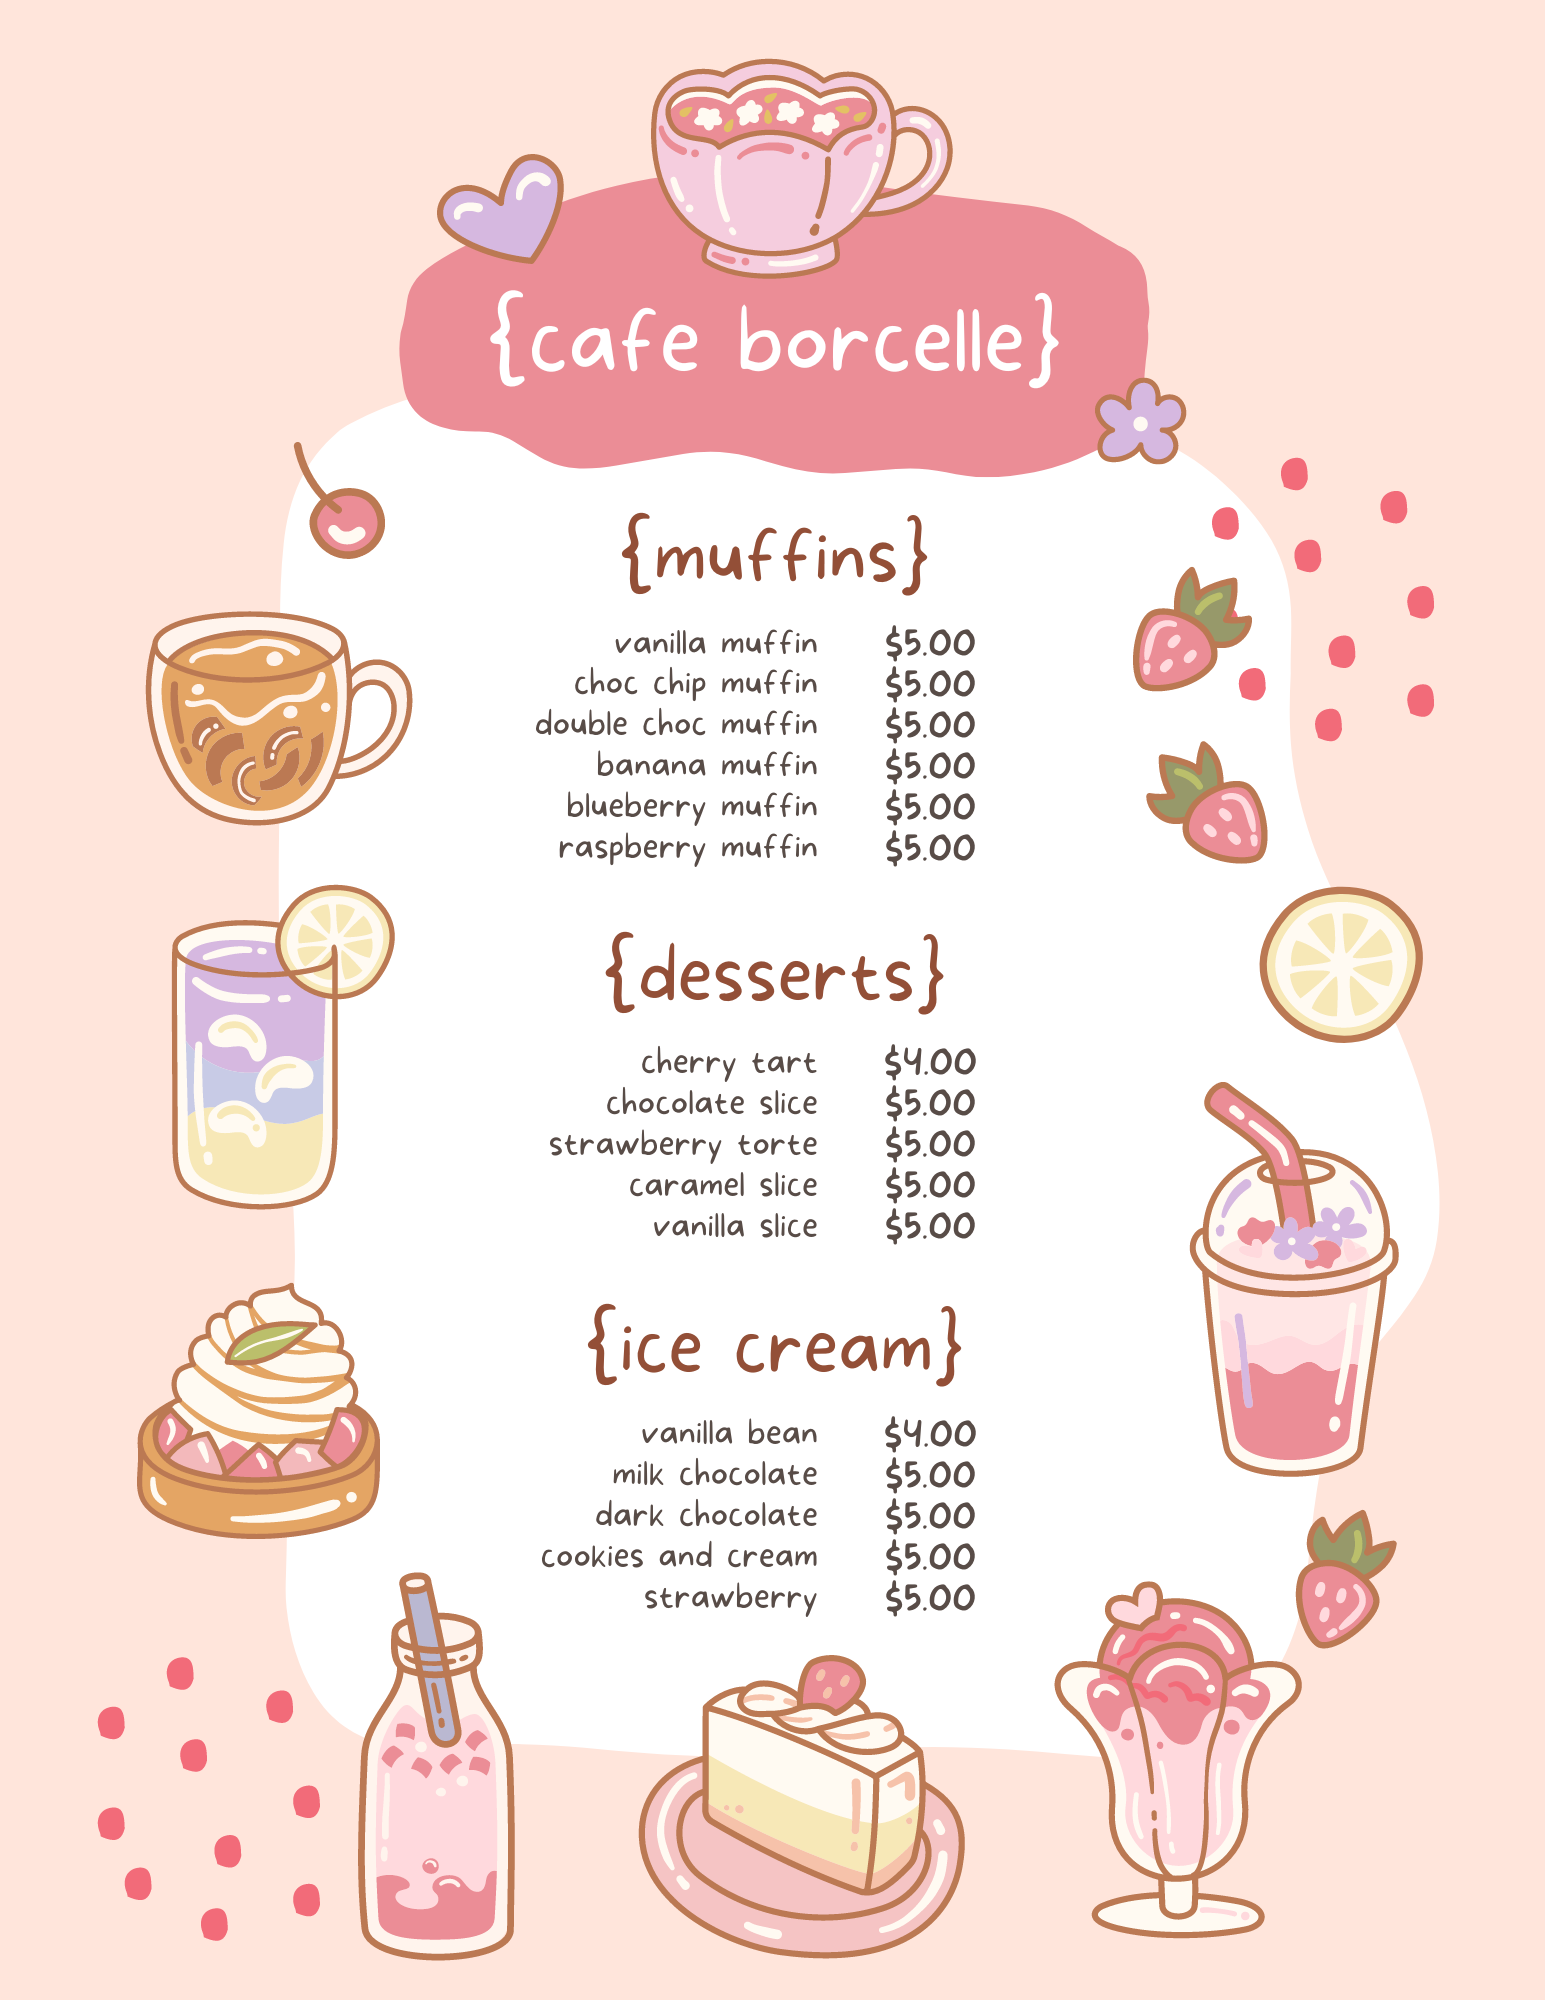 {cafe borcelle}
{muffins}
vanilla muffin $5.00
choc chip muffin $5.00
double choc muffin $5.00
banana muffin $5.00
blueberry muffin $5.00
raspberry muffin $5.00
{desserts}
cherry tart $4.00
chocolate slice $5.00
strawberry torte $5.00
caramel slice $5.00
vanilla slice $5.00
{ice cream}
vanilla bean $4.00
milk chocolate $5.00
dark chocolate $5.00
cookies and cream $5.00
strawberry $5.00